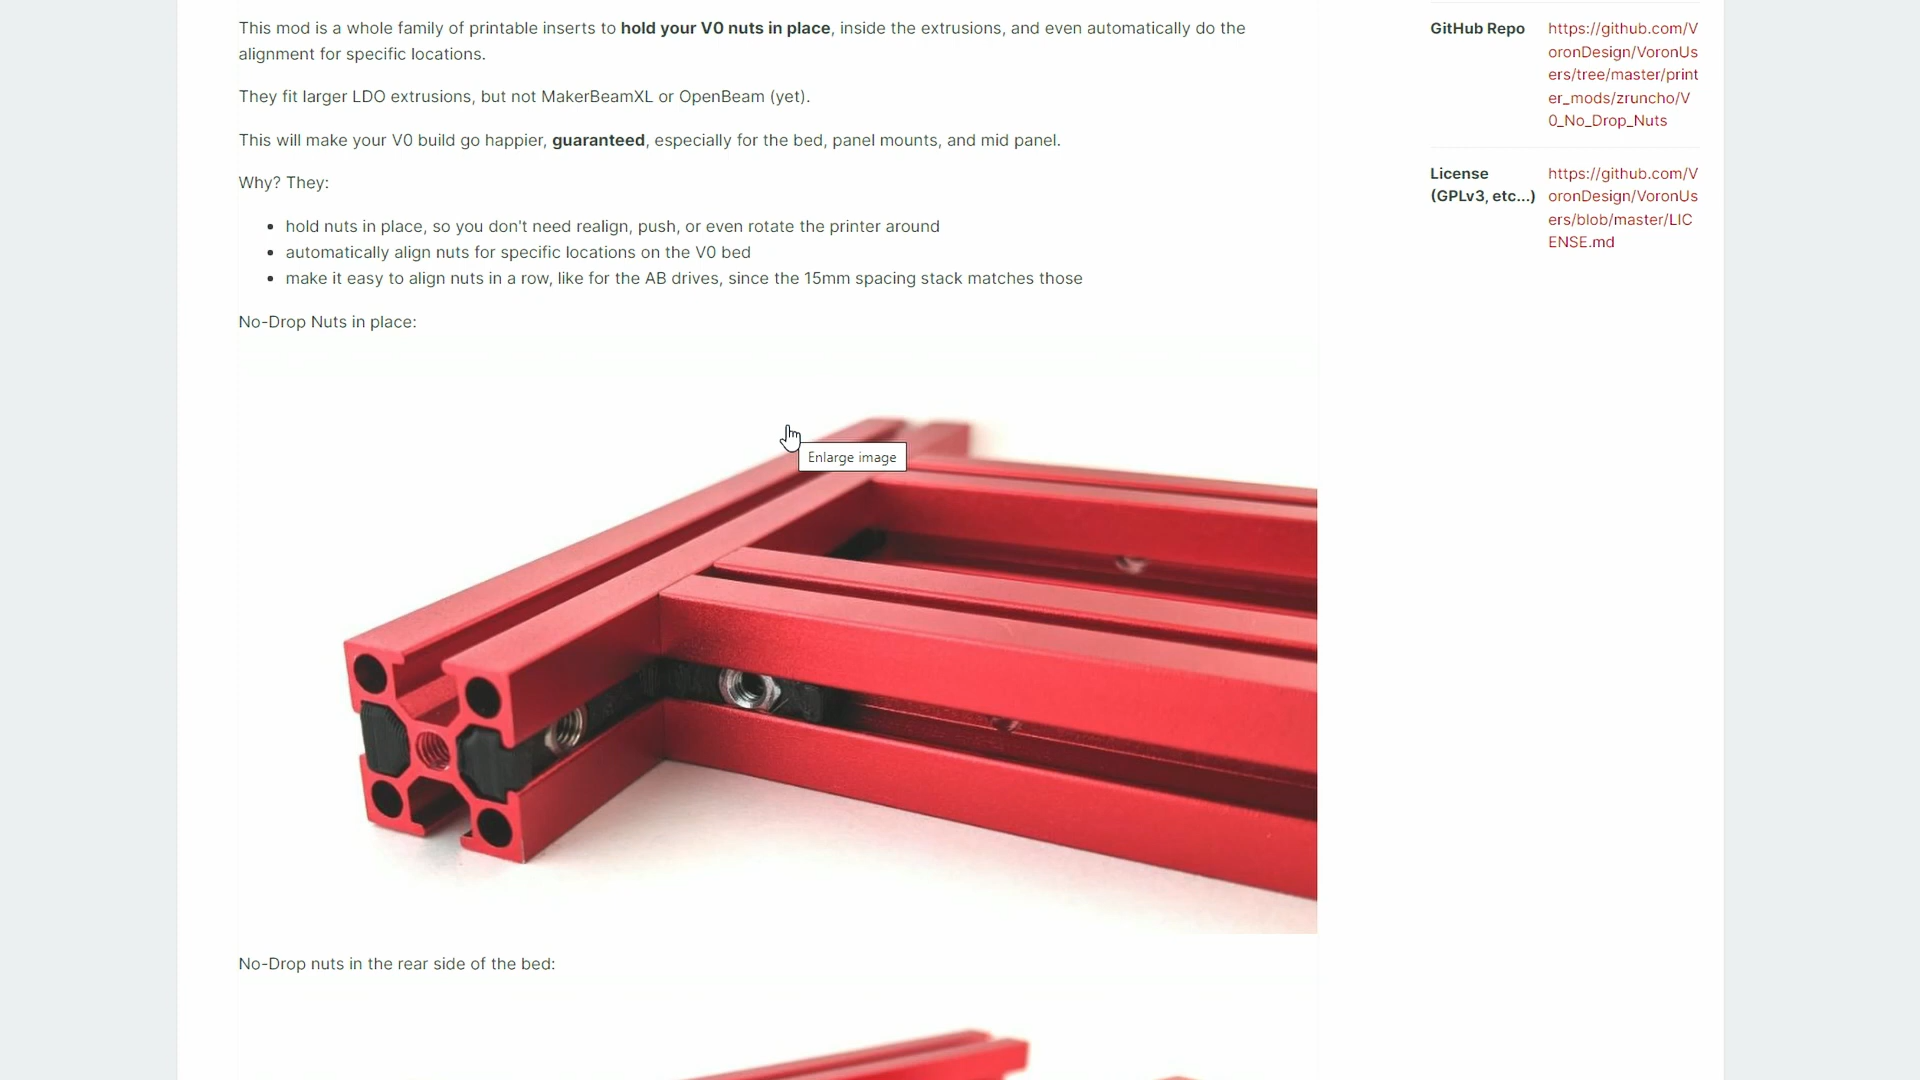 This mod is a whole family of printable inserts to hold your V0 nuts in place, inside the extrusions, and even automatically do the
alignment for specific locations.
They fit larger LDO extrusions, but not MakerBeamXL or OpenBeam (yet).
This will make your V0 build go happier, guaranteed, especially for the bed, panel mounts, and mid panel.
Why? They:
• hold nuts in place, so you don't need realign, push, or even rotate the printer around
• automatically align nuts for specific locations on the V0 bed
• make it easy to align nuts in a row, like for the AB drives, since the 15mm spacing stack matches those
No-Drop Nuts in place:
Enlarge image
No-Drop nuts in the rear side of the bed:
GitHub Repo
https://github.com/V
oronDesign/VoronUs
ers/tree/master/print
er_mods/zruncho/V
0_No_Drop_Nuts
License
(GPLv3, etc...)
https://github.com/V
oronDesign/VoronUs
ers/blob/master/LIC
ENSE.md